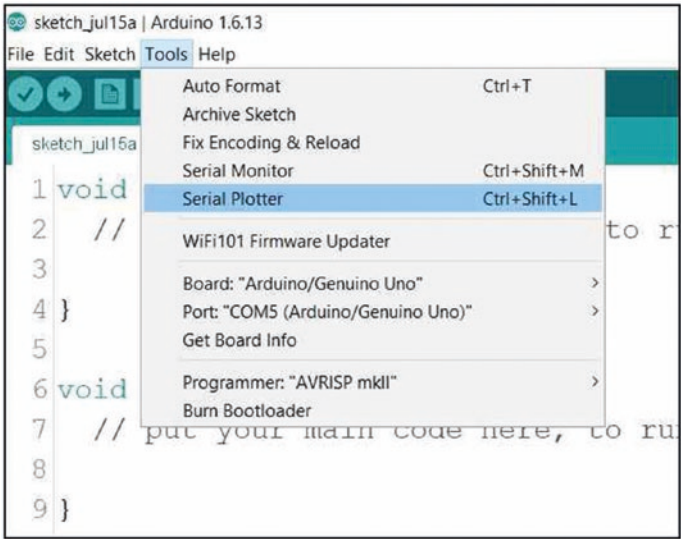 sketch_jul15a | Arduino 1.6.13
File Edit Sketch Tools Help
Auto Format Ctrl+T
Archive Sketch
sketch_jul15a Fix Encoding & Reload
Serial Monitor Ctrl+Shift+M
1 void Serial Plotter Ctrl+Shift+L
2 // to r
WiFi101 Firmware Updater
3
Board: "Arduino/Genuino Uno" >
4 } Port: "COM5 (Arduino/Genuino Uno)" >
5 Get Board Info
6 void Programmer: "AVRISP mkII" >
Burn Bootloader
7 // put your main code here, to ru
8
9 }